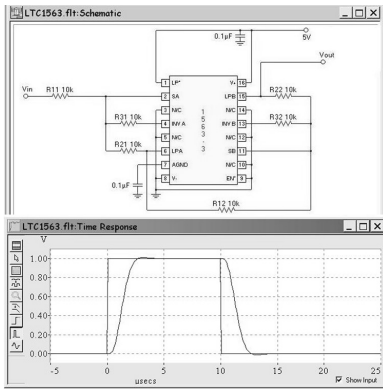 LTC1563.flt:Schematic
0.1µF
5V
Vout
Vin
R11 10k
R31 10k
R21 10k
R22 10k
R32 10k
R12 10k
1 LP*
2 SA
3 N/C
4 INV A
5 N/C
6 LPA
7 AGND
8 V-
1563-3
V+ 16
LPB 15
N/C 14
INV B 13
N/C 12
SB 11
N/C 10
EN* 9
0.1µF
LTC1563.flt:Time Response
V
1.00
0.80
0.60
0.40
0.20
0.00
-5 0 5 10 15 20 25
usecs
Show Input